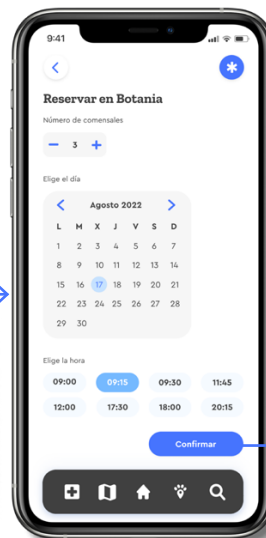 9:41
Reservar en Botania
Número de comensales
3
Elige el día
Agosto 2022
L M X J V S D
1 2 3 4 5 6 7
8 9 10 11 12 13 14
15 16 17 18 19 20 21
22 23 24 25 26 27 28
29 30
Elige la hora
09:00 09:15 09:30 11:45
12:00 17:30 18:00 20:15
Confirmar